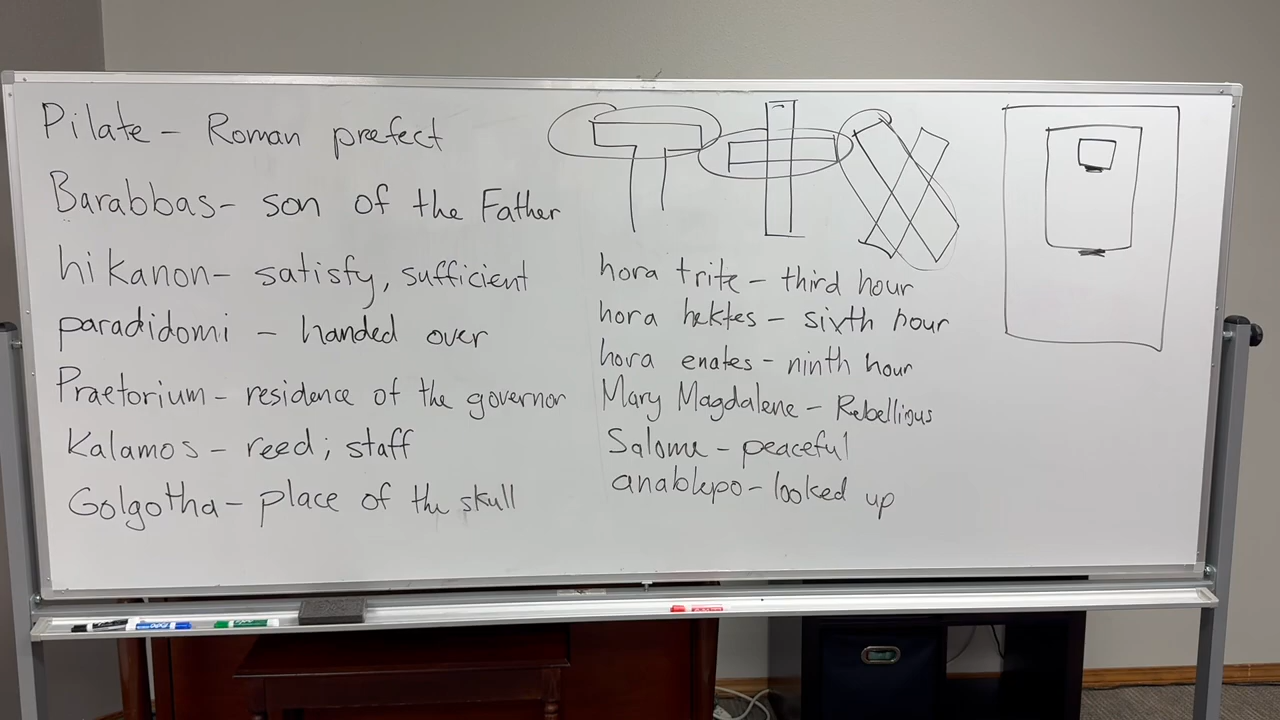 Pilate - Roman prefect
Barabbas - son of the Father
hikanon - satisfy, sufficient
paradidomi - handed over
Praetorium - residence of the governor
Kalamos - reed; staff
Golgotha - place of the skull
hora trite - third hour
hora hektes - sixth hour
hora enates - ninth hour
Mary Magdalene - Rebellious
Salome - peaceful
anablepo - looked up